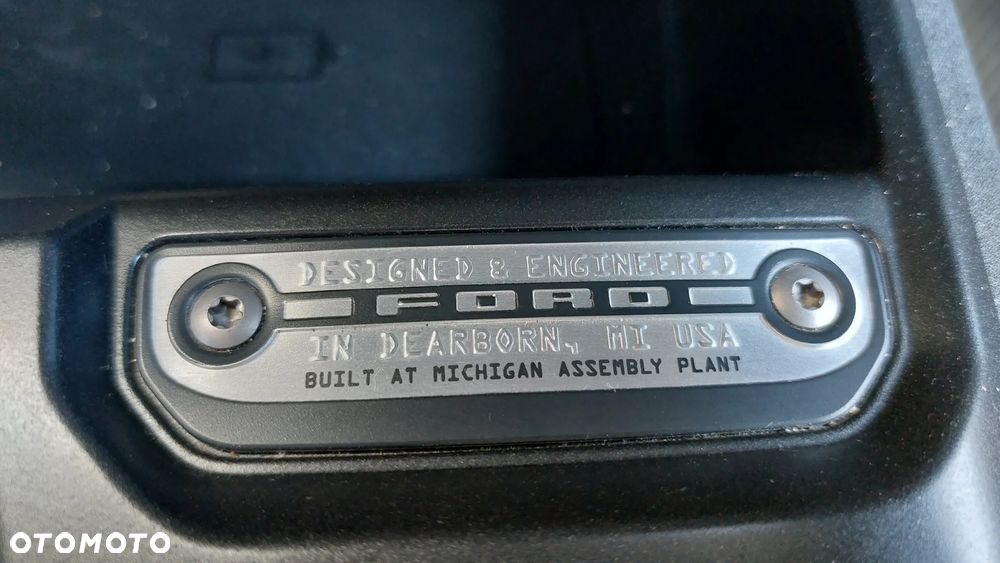 DESIGNED & ENGINEERED
FORD
IN DEARBORN, MI USA
BUILT AT MICHIGAN ASSEMBLY PLANT
OTOMOTO